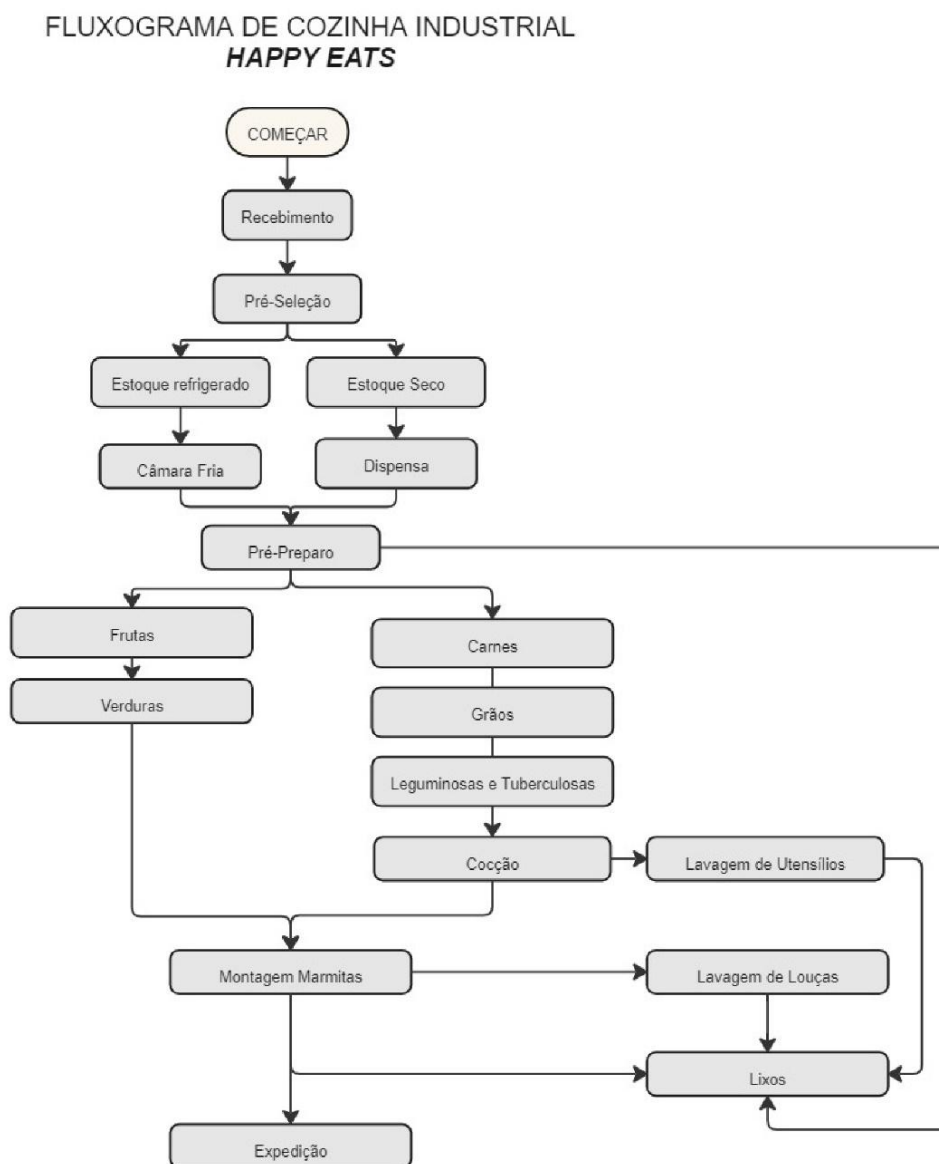 FLUXOGRAMA DE COZINHA INDUSTRIAL
HAPPY EATS
COMEÇAR
Recebimento
Pré-Seleção
Estoque refrigerado
Estoque Seco
Câmara Fria
Dispensa
Pré-Preparo
Frutas
Carnes
Verduras
Grãos
Leguminosas e Tuberculosas
Cocção
Lavagem de Utensílios
Montagem Marmitas
Lavagem de Louças
Lixos
Expedição